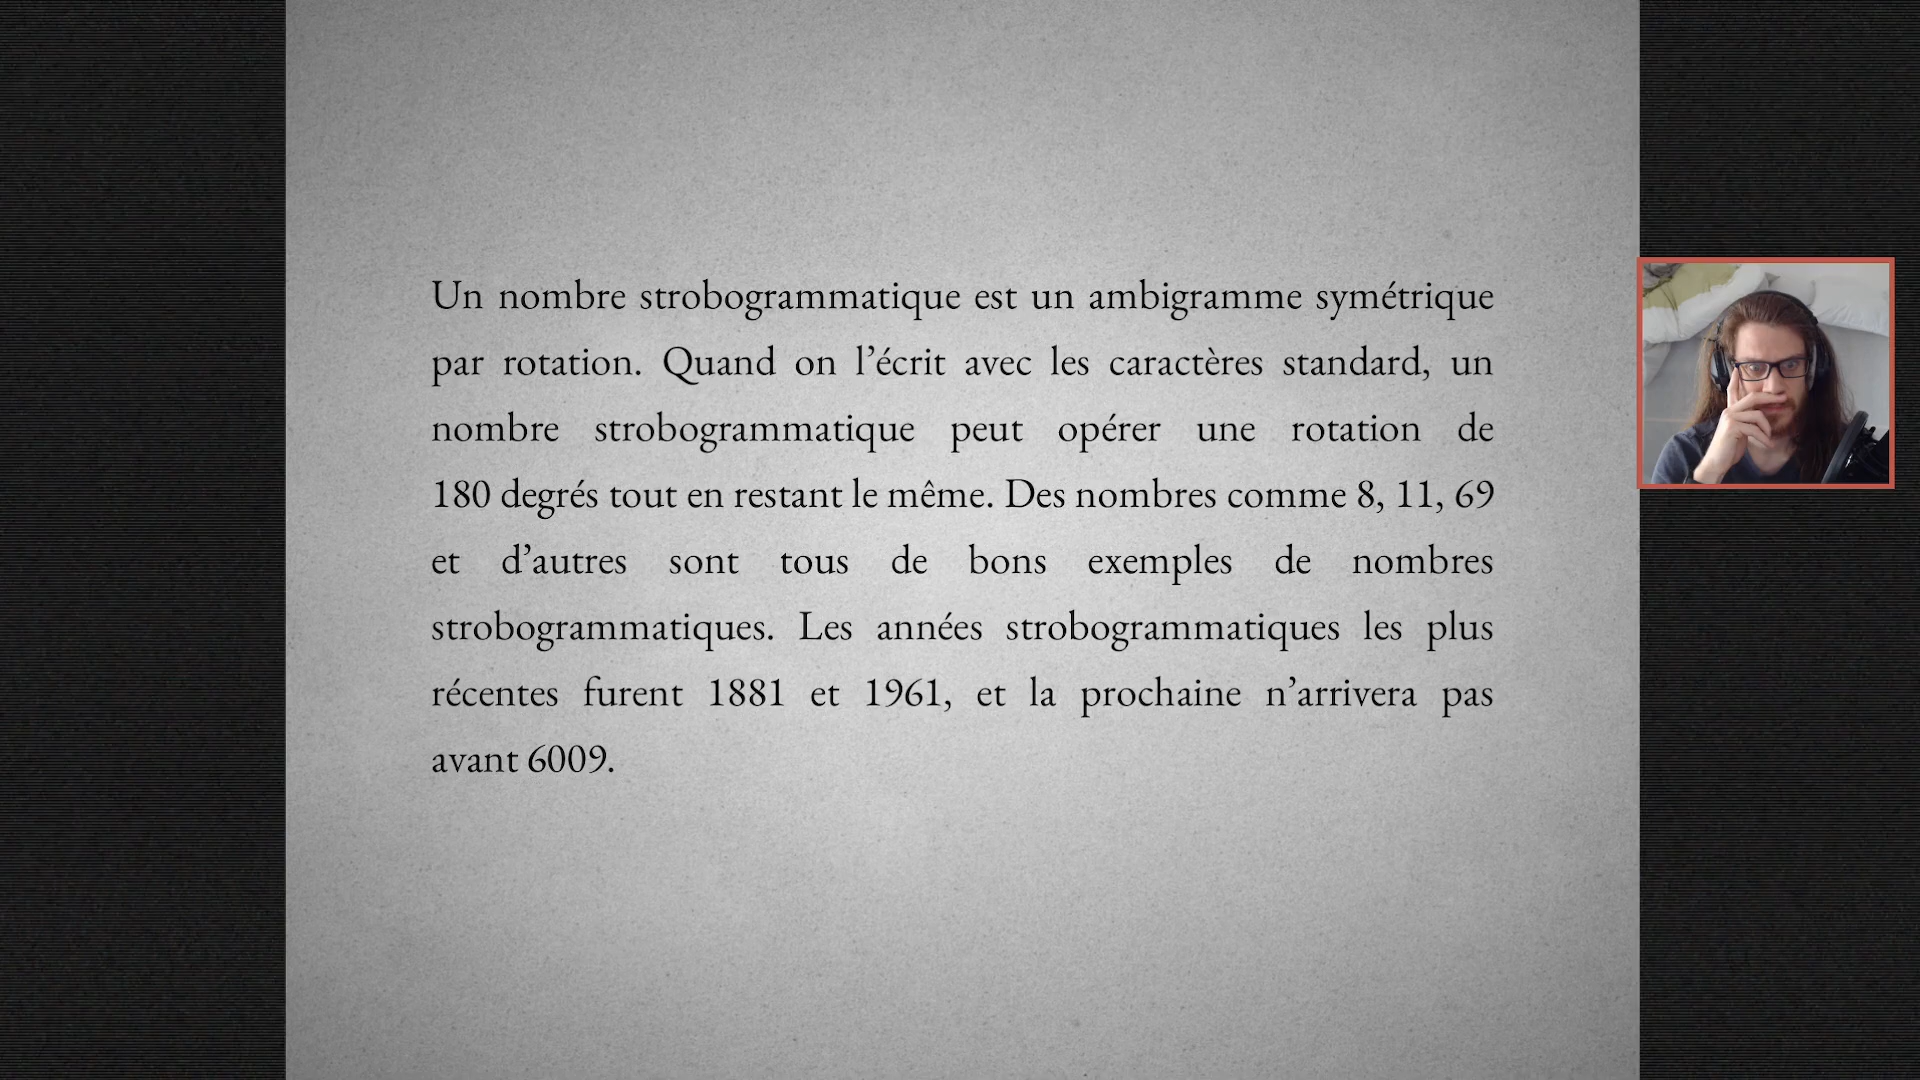 Un nombre strobogrammatique est un ambigramme symétrique
par rotation. Quand on l’écrit avec les caractères standard, un
nombre strobogrammatique peut opérer une rotation de
180 degrés tout en restant le même. Des nombres comme 8, 11, 69
et d’autres sont tous de bons exemples de nombres
strobogrammatiques. Les années strobogrammatiques les plus
récentes furent 1881 et 1961, et la prochaine n’arrivera pas
avant 6009.